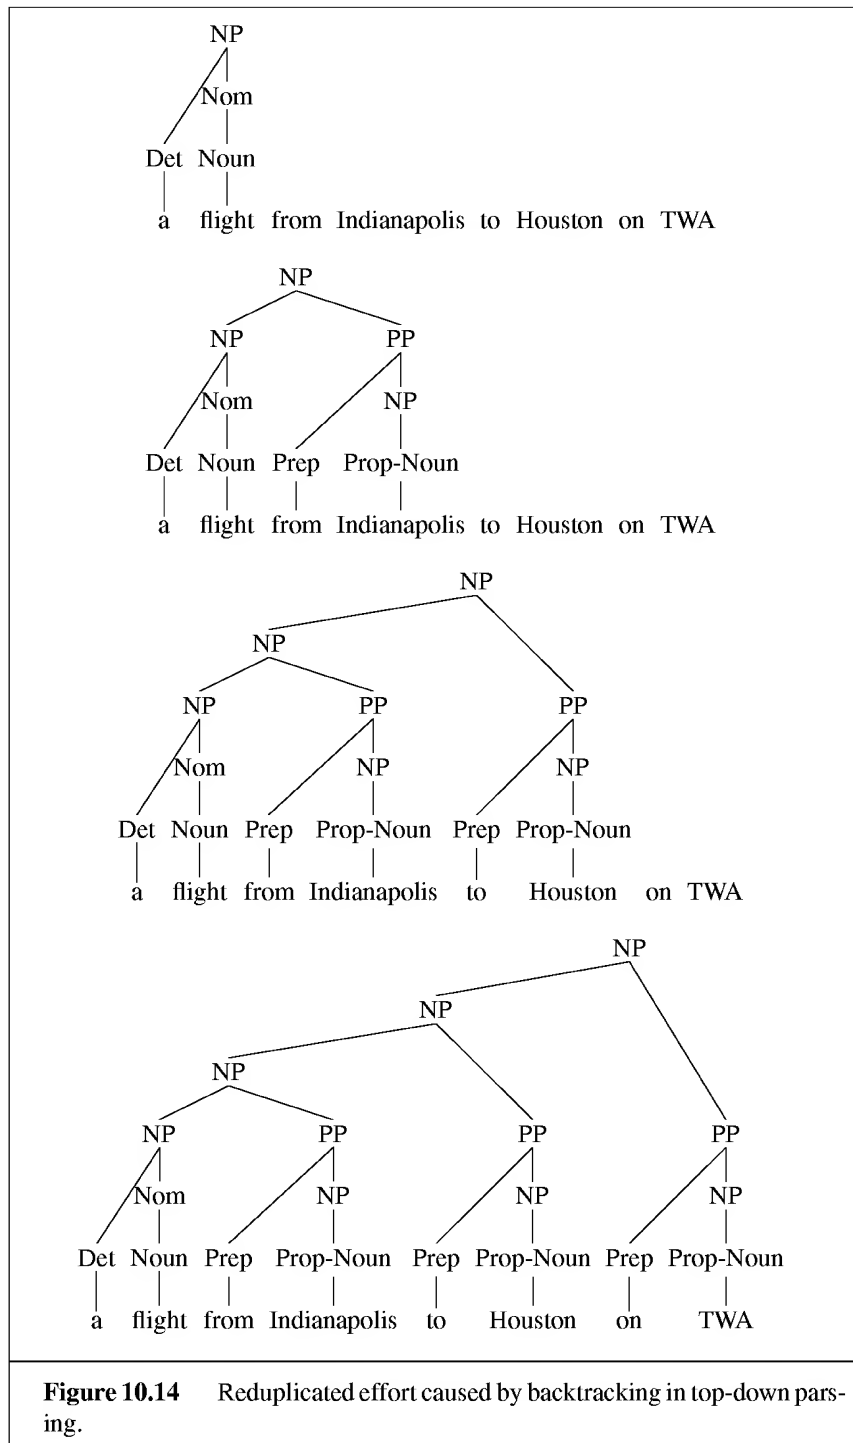 NP
Nom
Det Noun
a flight from Indianapolis to Houston on TWA
NP
NP PP
Nom NP
Det Noun Prep Prop-Noun
a flight from Indianapolis to Houston on TWA
NP
NP
NP PP PP
Nom NP NP
Det Noun Prep Prop-Noun Prep Prop-Noun
a flight from Indianapolis to Houston on TWA
NP
NP
NP
NP PP PP PP
Nom NP NP NP
Det Noun Prep Prop-Noun Prep Prop-Noun Prep Prop-Noun
a flight from Indianapolis to Houston on TWA
Figure 10.14 Reduplicated effort caused by backtracking in top-down pars-
ing.